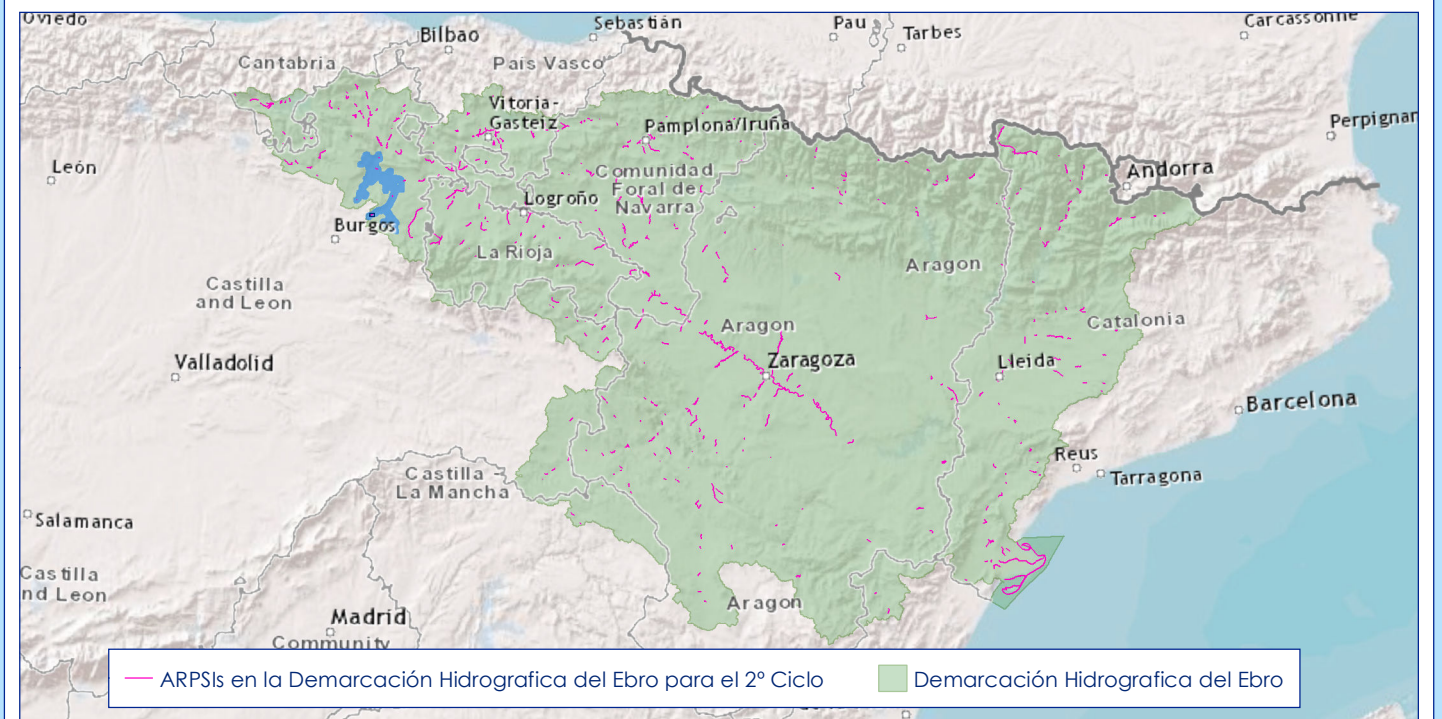 Oviedo
Sebastián
Pau
Carcassonne
Bilbao
Tarbes
Cantabria
País Vasco
Vitoria-
Gasteiz
Pamplona/Iruña
Perpignan
León
Andorra
Comunidad
Foral de
Navarra
Logroño
Burgos
La Rioja
Aragon
Castilla
and Leon
Aragon
Catalonia
Valladolid
Zaragoza
Lleida
Barcelona
Reus
Castilla -
La Mancha
Tarragona
Salamanca
Castilla
nd Leon
Aragon
Madrid
Community
ARPSIs en la Demarcación Hidrografica del Ebro para el 2º Ciclo
Demarcación Hidrografica del Ebro